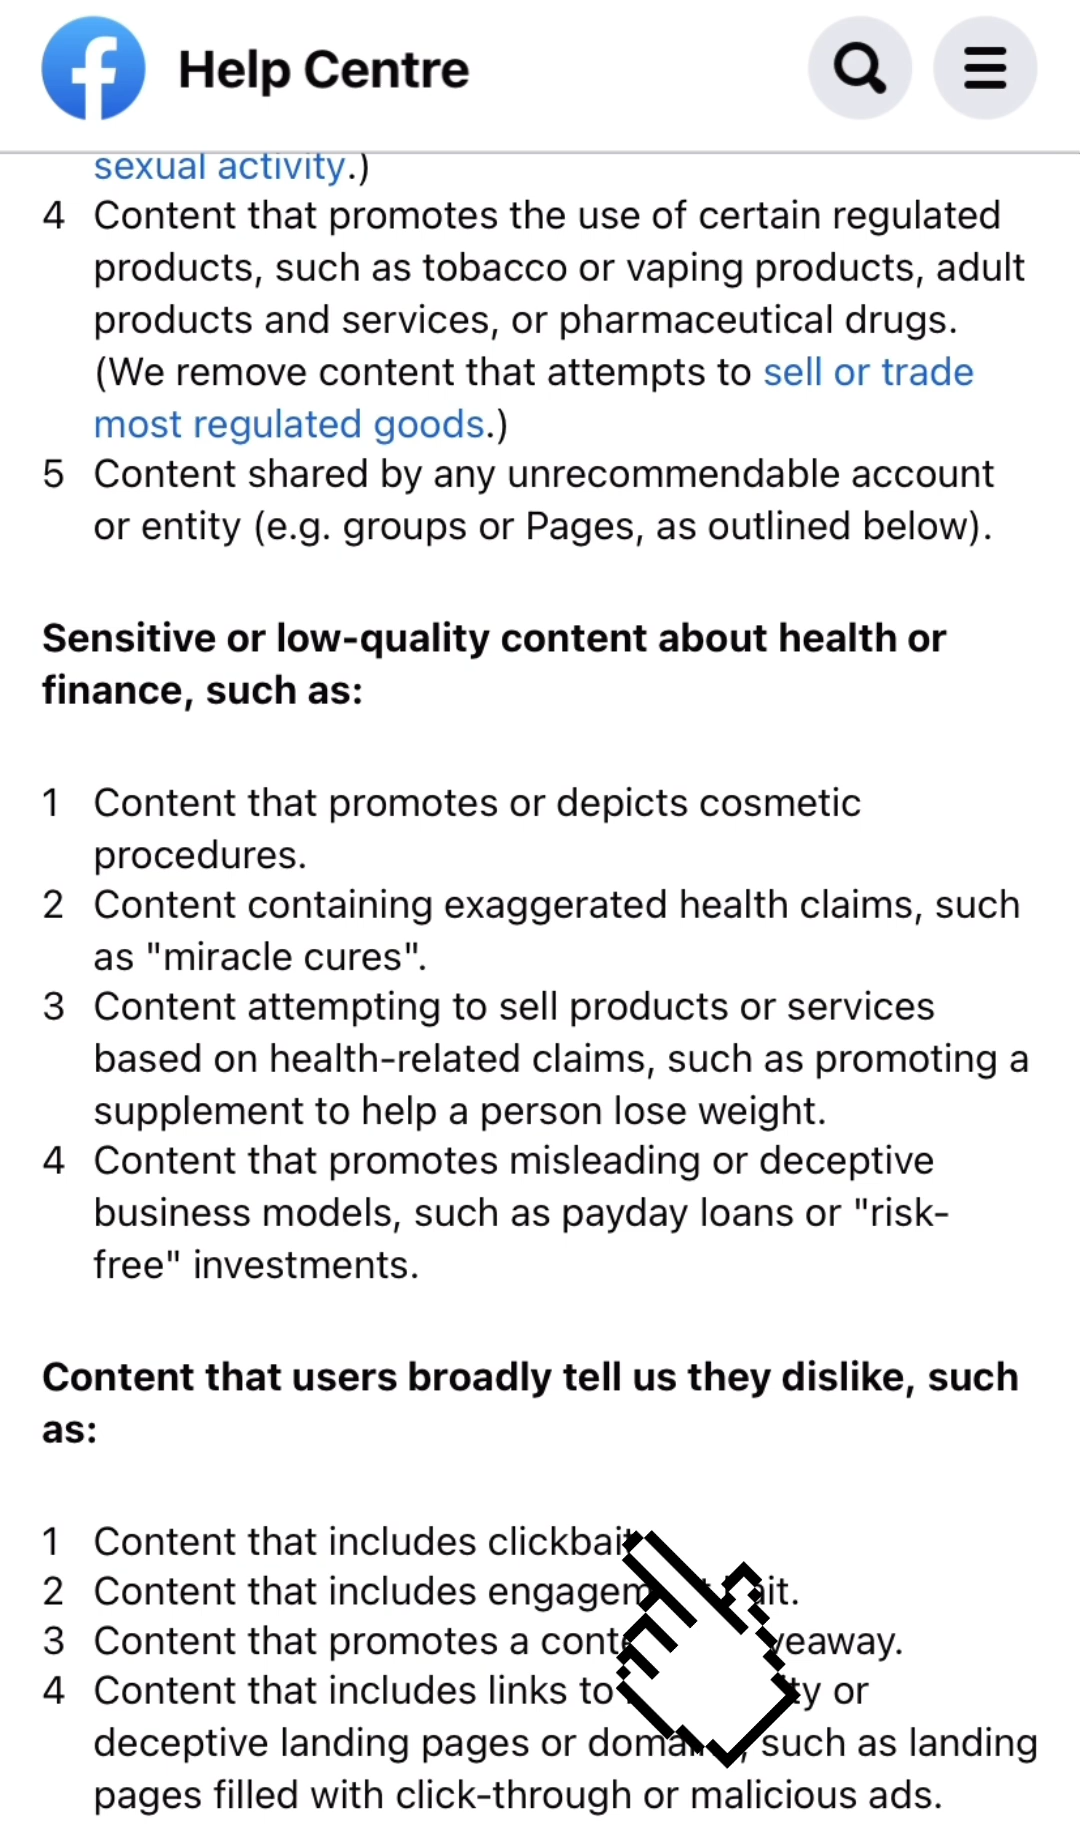 Help Centre
sexual activity.)
4 Content that promotes the use of certain regulated
products, such as tobacco or vaping products, adult
products and services, or pharmaceutical drugs.
(We remove content that attempts to sell or trade
most regulated goods.)
5 Content shared by any unrecommendable account
or entity (e.g. groups or Pages, as outlined below).
Sensitive or low-quality content about health or
finance, such as:
1 Content that promotes or depicts cosmetic
procedures.
2 Content containing exaggerated health claims, such
as "miracle cures".
3 Content attempting to sell products or services
based on health-related claims, such as promoting a
supplement to help a person lose weight.
4 Content that promotes misleading or deceptive
business models, such as payday loans or "risk-
free" investments.
Content that users broadly tell us they dislike, such
as:
1 Content that includes clickbait
2 Content that includes engagement bait.
3 Content that promotes a
4 Content that includes links to or
deceptive landing pages or domains, such as landing
pages filled with click-through or malicious ads.